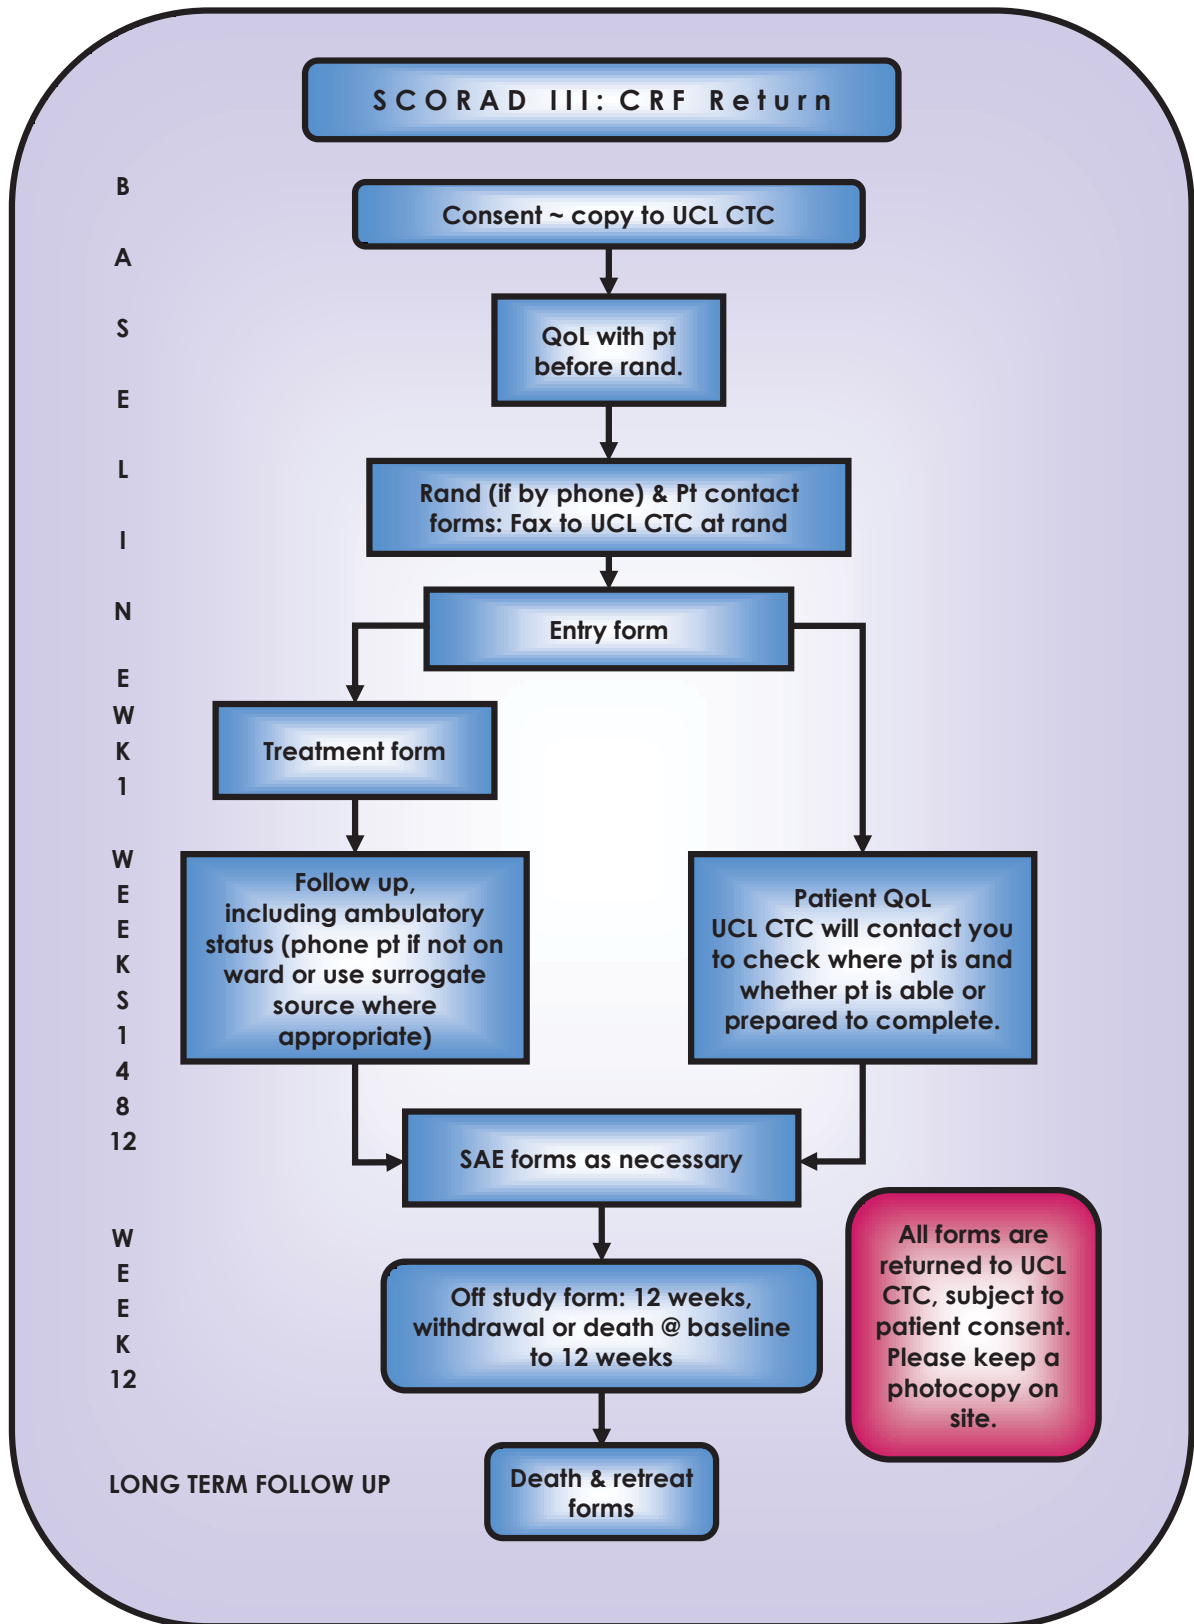 SCORAD III: CRF Return
B
A
S
E
L
I
N
E
Consent ~ copy to UCL CTC
QoL with pt
before rand.
Rand (if by phone) & Pt contact
forms: Fax to UCL CTC at rand
Entry form
W
K
1
Treatment form
W
E
E
K
S
1
4
8
12
Follow up,
including ambulatory
status (phone pt if not on
ward or use surrogate
source where
appropriate)
Patient QoL
UCL CTC will contact you
to check where pt is and
whether pt is able or
prepared to complete.
SAE forms as necessary
W
E
E
K
12
Off study form: 12 weeks,
withdrawal or death @ baseline
to 12 weeks
All forms are
returned to UCL
CTC, subject to
patient consent.
Please keep a
photocopy on
site.
LONG TERM FOLLOW UP
Death & retreat
forms